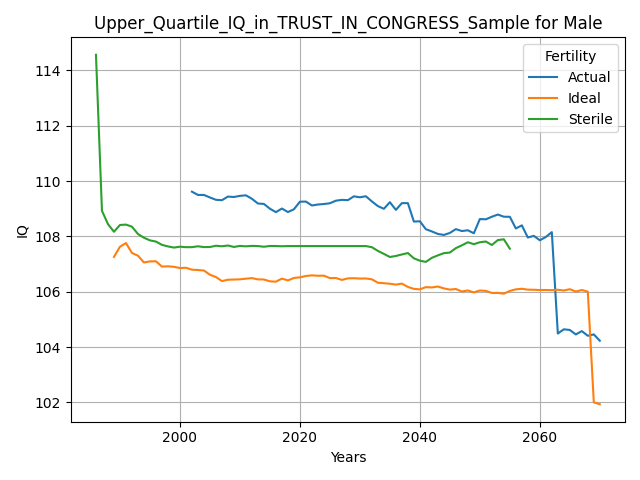 Upper_Quartile_IQ_in_TRUST_IN_CONGRESS_Sample for Male
Fertility
Actual
Ideal
Sterile
IQ
114
112
110
108
106
104
102
2000
2020
2040
2060
Years